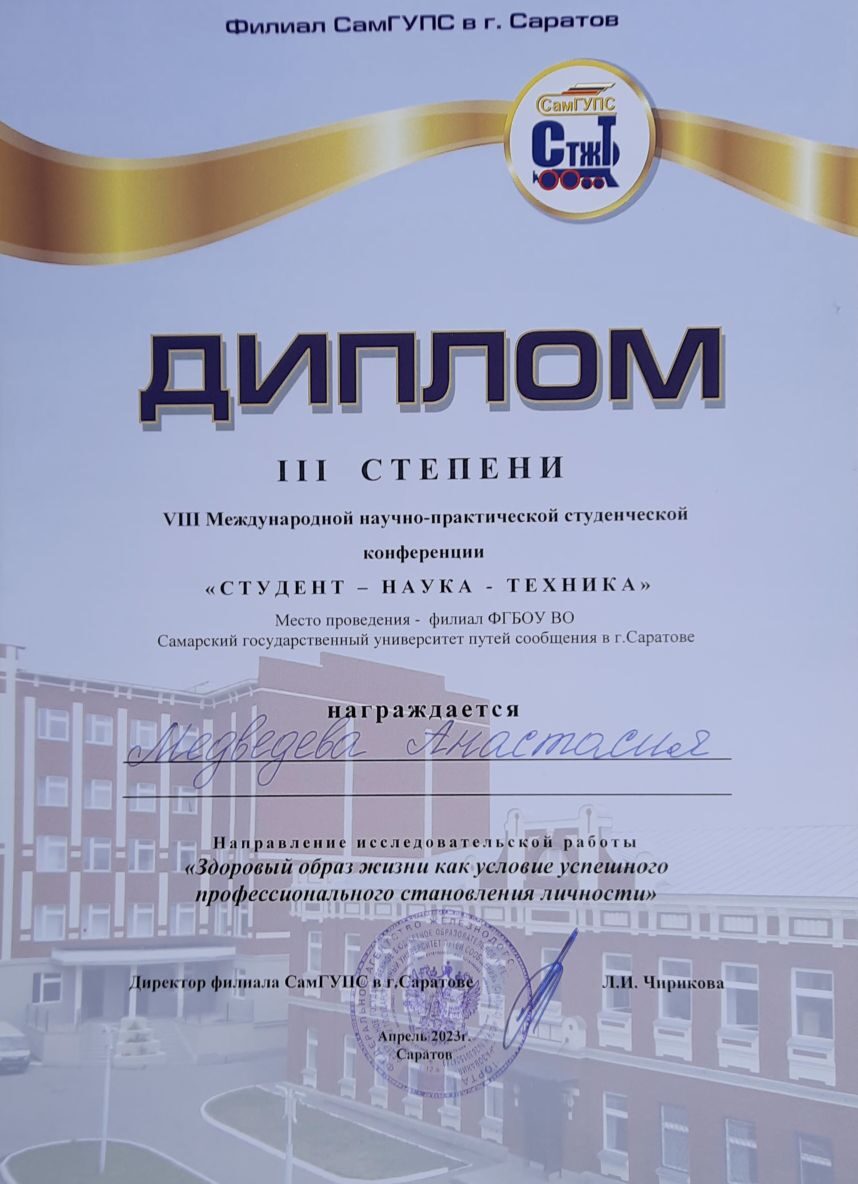 Филиал СамГУПС в г. Саратов
СамГУПС
СТЖТ
ДИПЛОМ
III СТЕПЕНИ
VIII Международной научно-практической студенческой
конференции
«СТУДЕНТ – НАУКА - ТЕХНИКА»
Место проведения - филиал ФГБОУ ВО
Самарский государственный университет путей сообщения в г.Саратове
награждается
Медведева Анастасия
Направление исследовательской работы
«Здоровый образ жизни как условие успешного
профессионального становления личности»
Директор филиала СамГУПС в г.Саратове Л.И. Чирикова
Апрель 2023г.
Саратов